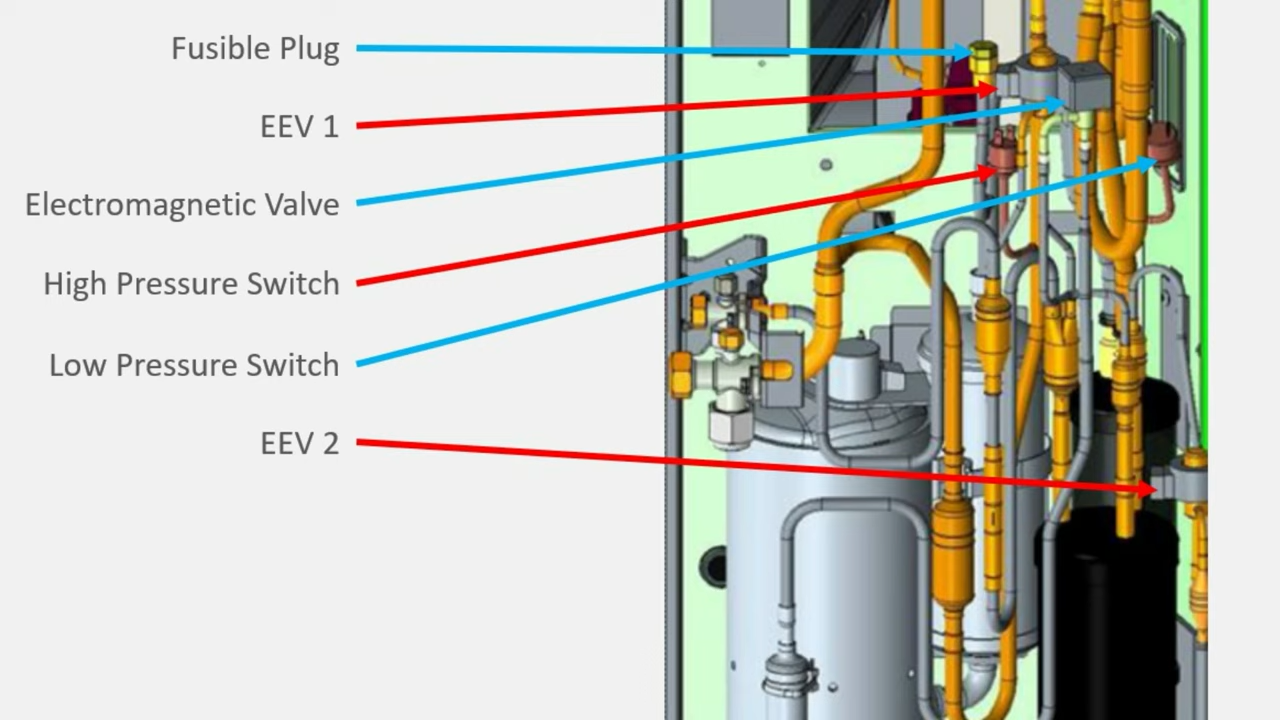 Fusible Plug
EEV 1
Electromagnetic Valve
High Pressure Switch
Low Pressure Switch
EEV 2